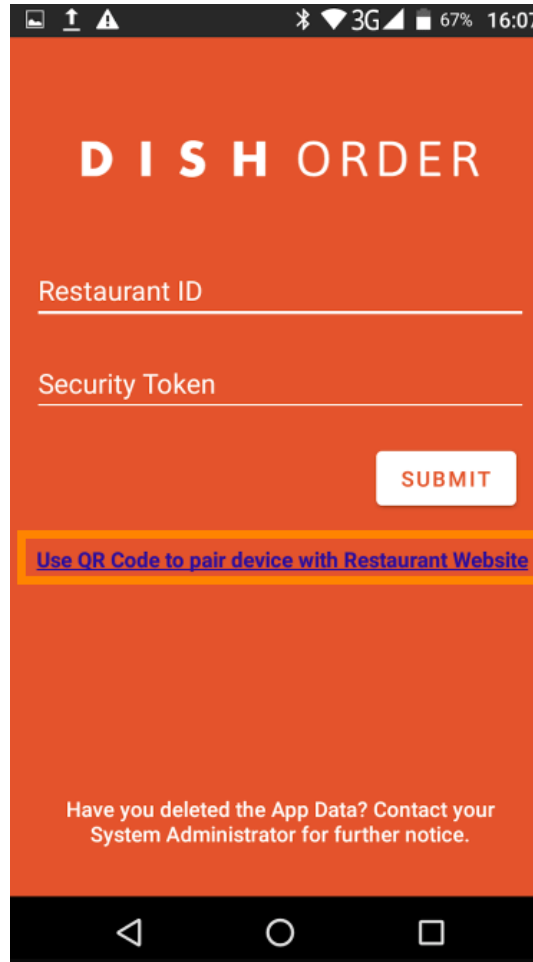 3G 67% 16:07
DISH ORDER
Restaurant ID
Security Token
SUBMIT
Use QR Code to pair device with Restaurant Website
Have you deleted the App Data? Contact your
System Administrator for further notice.